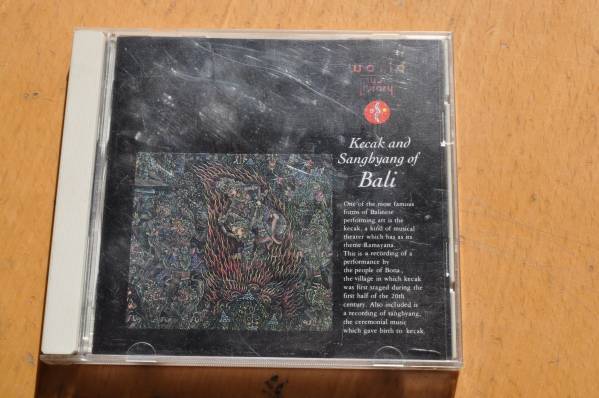 Kecak and
Sanghyang of
Bali
One of the most famous
forms of Balinese
performing art is the
kecak, a kind of musical
theater which has as its
theme Ramayana.
This is a recording of a
performance by
the people of Bona,
the village in which kecak
was first staged during the
first half of the 20th
century. Also included is
a recording of sanghyang,
the ceremonial music
which gave birth to kecak.